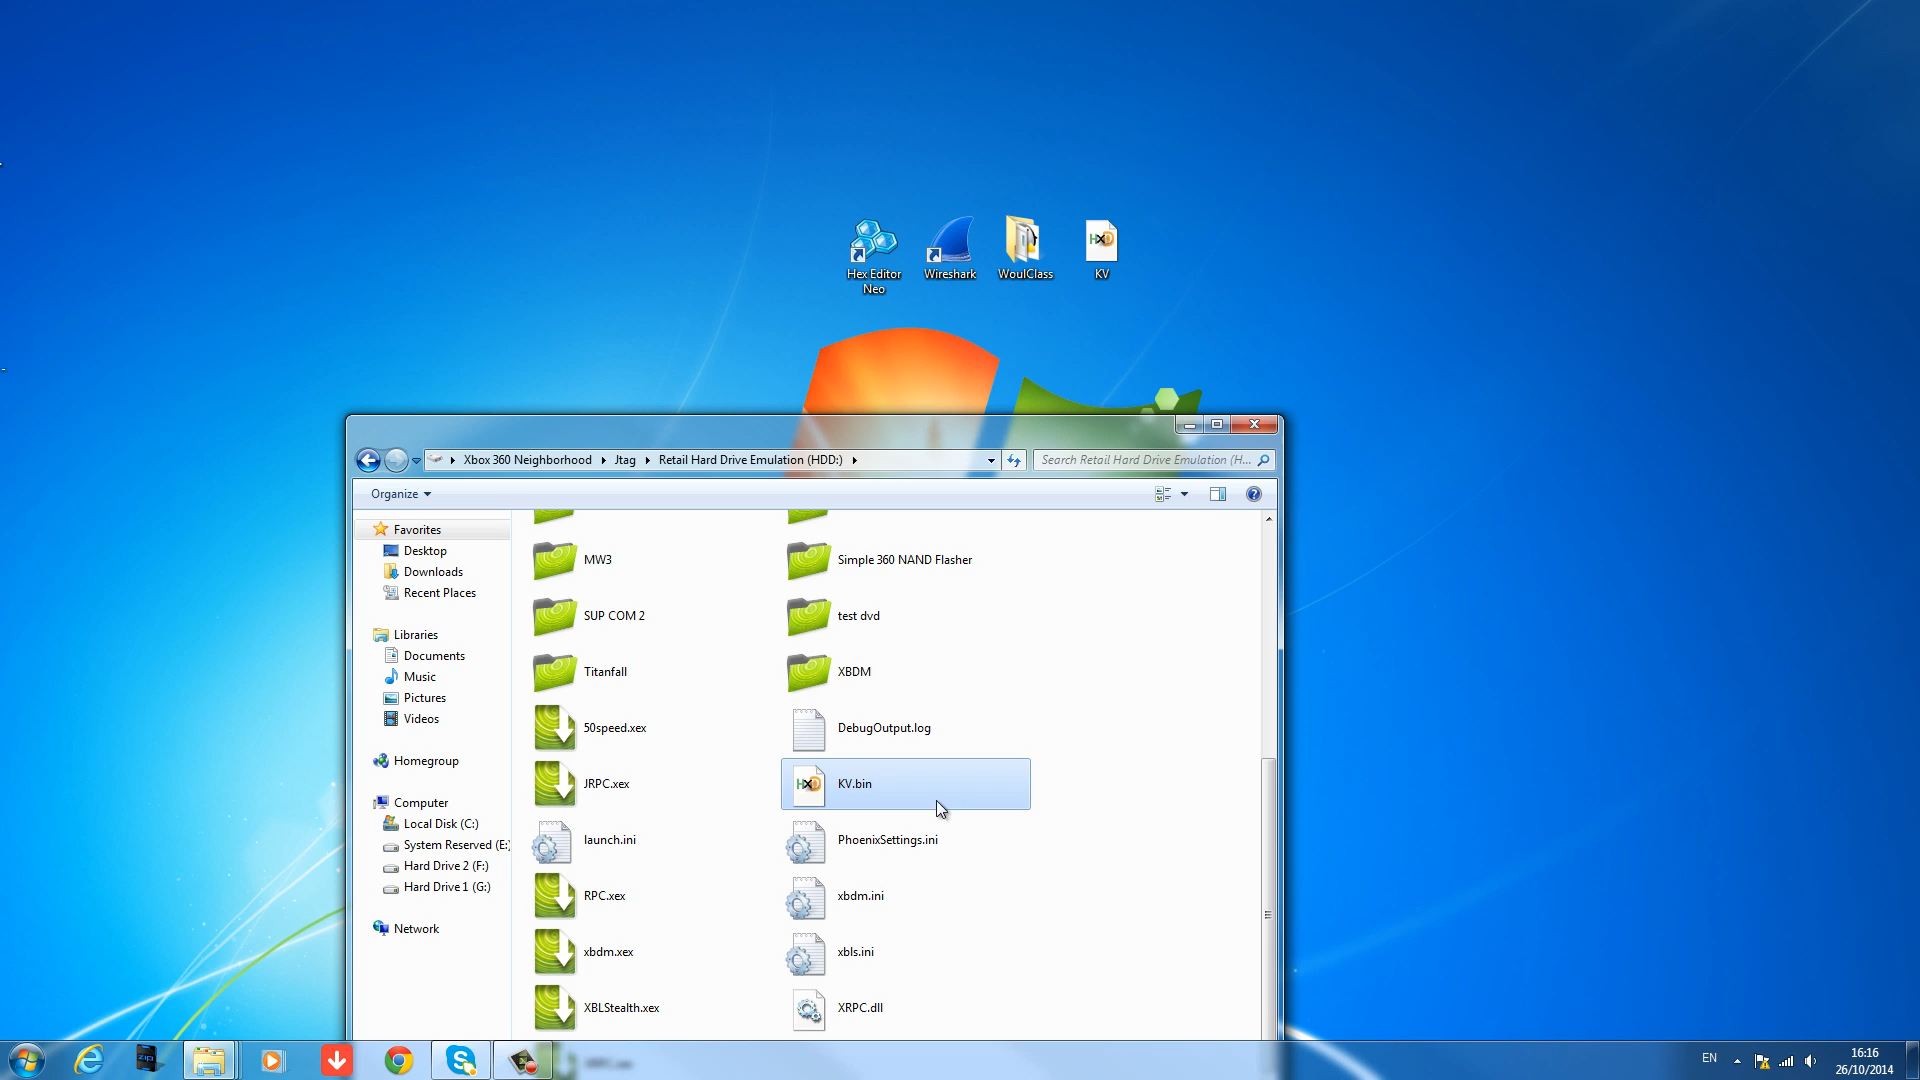 Hex Editor
Neo
Wireshark
WoulClass
HXD
KV
Xbox 360 Neighborhood
Jtag
Retail Hard Drive Emulation (HDD:)
Search Retail Hard Drive Emulation (H...
Organize
Favorites
Desktop
Downloads
Recent Places
Libraries
Documents
Music
Pictures
Videos
Homegroup
Computer
Local Disk (C:)
System Reserved (E:)
Hard Drive 2 (F:)
Hard Drive 1 (G:)
Network
MW3
Simple 360 NAND Flasher
SUP COM 2
test dvd
Titanfall
XBDM
50speed.xex
DebugOutput.log
JRPC.xex
HXD
KV.bin
launch.ini
PhoenixSettings.ini
RPC.xex
xbdm.ini
xbdm.xex
xbls.ini
XBLStealth.xex
XRPC.dll
ZIP
EN
16:16
26/10/2014